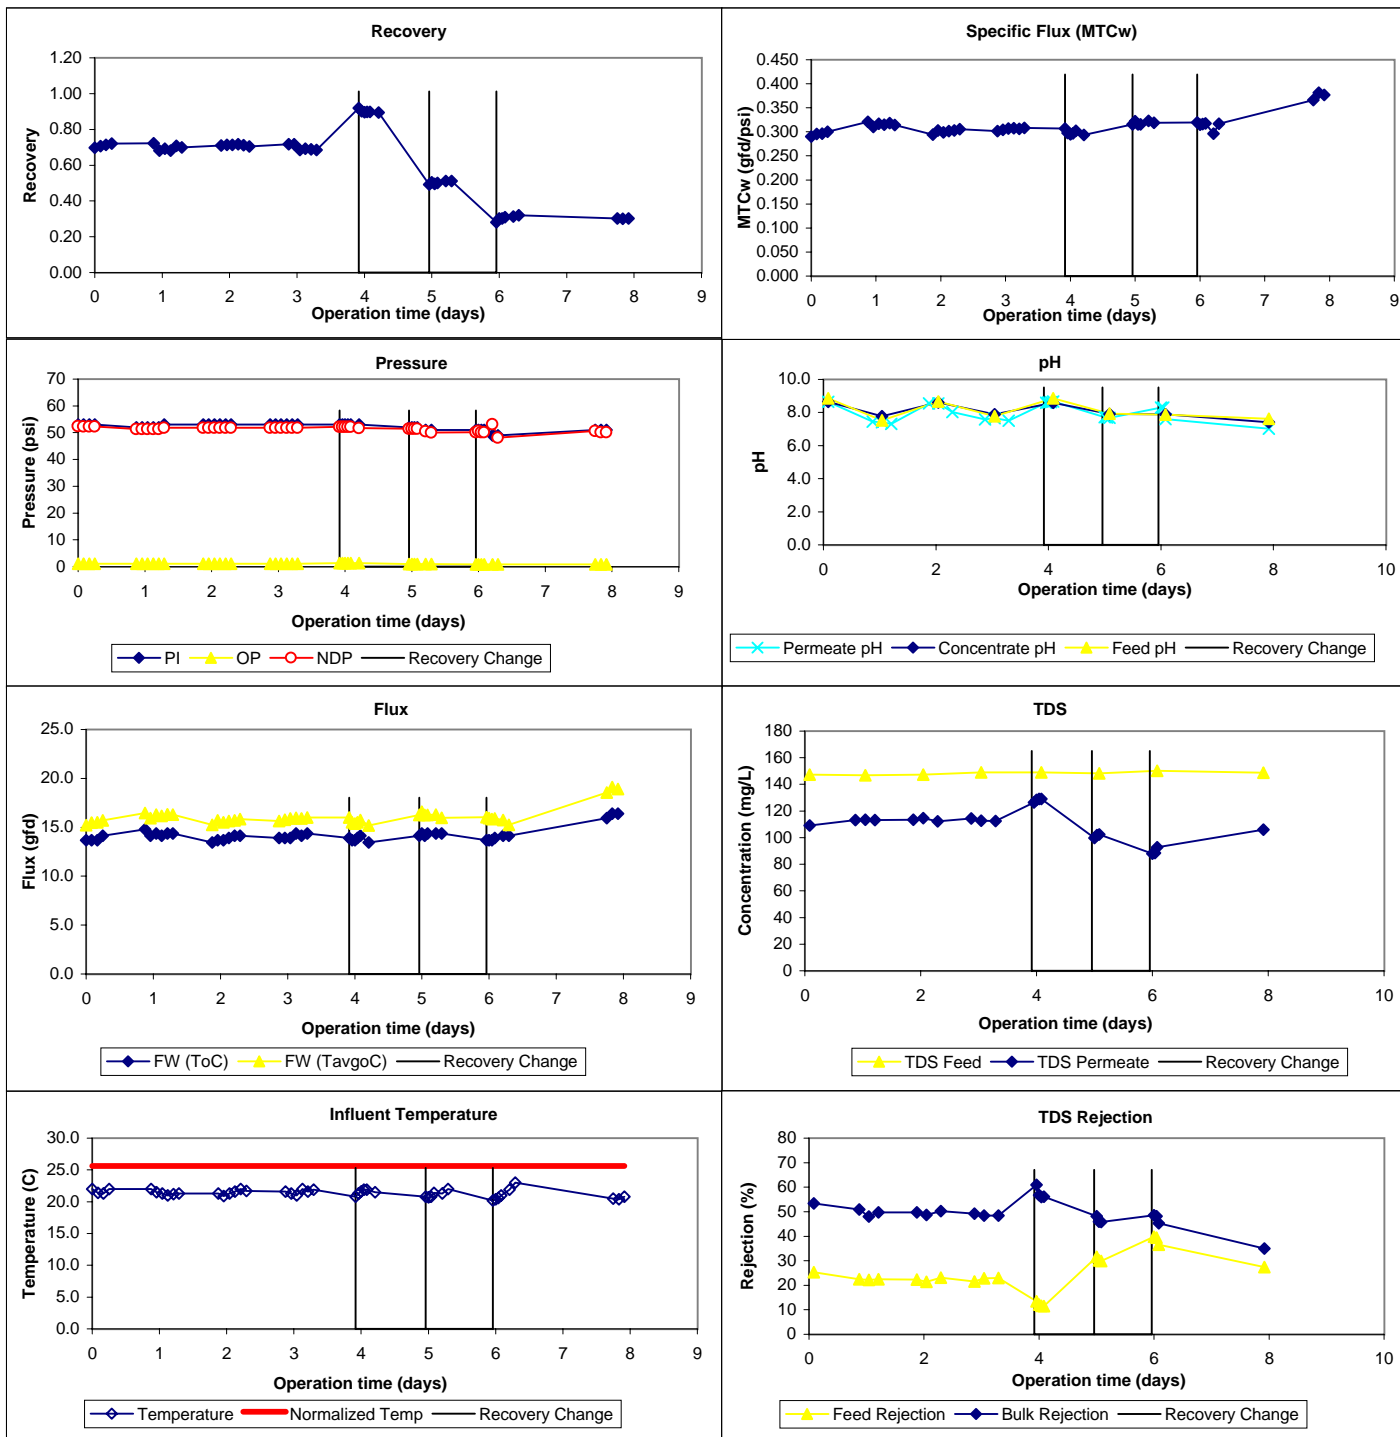 Recovery
1.20
1.00
0.80
0.60
0.40
0.20
0.00
Recovery
0 1 2 3 4 5 6 7 8 9
Operation time (days)
Specific Flux (MTCw)
0.450
0.400
0.350
0.300
0.250
0.200
0.150
0.100
0.050
0.000
MTCw (gfd/psi)
0 1 2 3 4 5 6 7 8 9
Operation time (days)
Pressure
70
60
50
40
30
20
10
0
Pressure (psi)
0 1 2 3 4 5 6 7 8 9
Operation time (days)
PI OP NDP Recovery Change
pH
10.0
8.0
6.0
4.0
2.0
0.0
pH
0 2 4 6 8 10
Operation time (days)
Permeate pH Concentrate pH Feed pH Recovery Change
Flux
25.0
20.0
15.0
10.0
5.0
0.0
Flux (gfd)
0 1 2 3 4 5 6 7 8 9
Operation time (days)
FW (ToC) FW (TavgoC) Recovery Change
TDS
180
160
140
120
100
80
60
40
20
0
Concentration (mg/L)
0 2 4 6 8 10
Operation time (days)
TDS Feed TDS Permeate Recovery Change
Influent Temperature
30.0
25.0
20.0
15.0
10.0
5.0
0.0
Temperature (C)
0 1 2 3 4 5 6 7 8 9
Operation time (days)
Temperature Normalized Temp Recovery Change
TDS Rejection
80
70
60
50
40
30
20
10
0
Rejection (%)
0 2 4 6 8 10
Operation time (days)
Feed Rejection Bulk Rejection Recovery Change